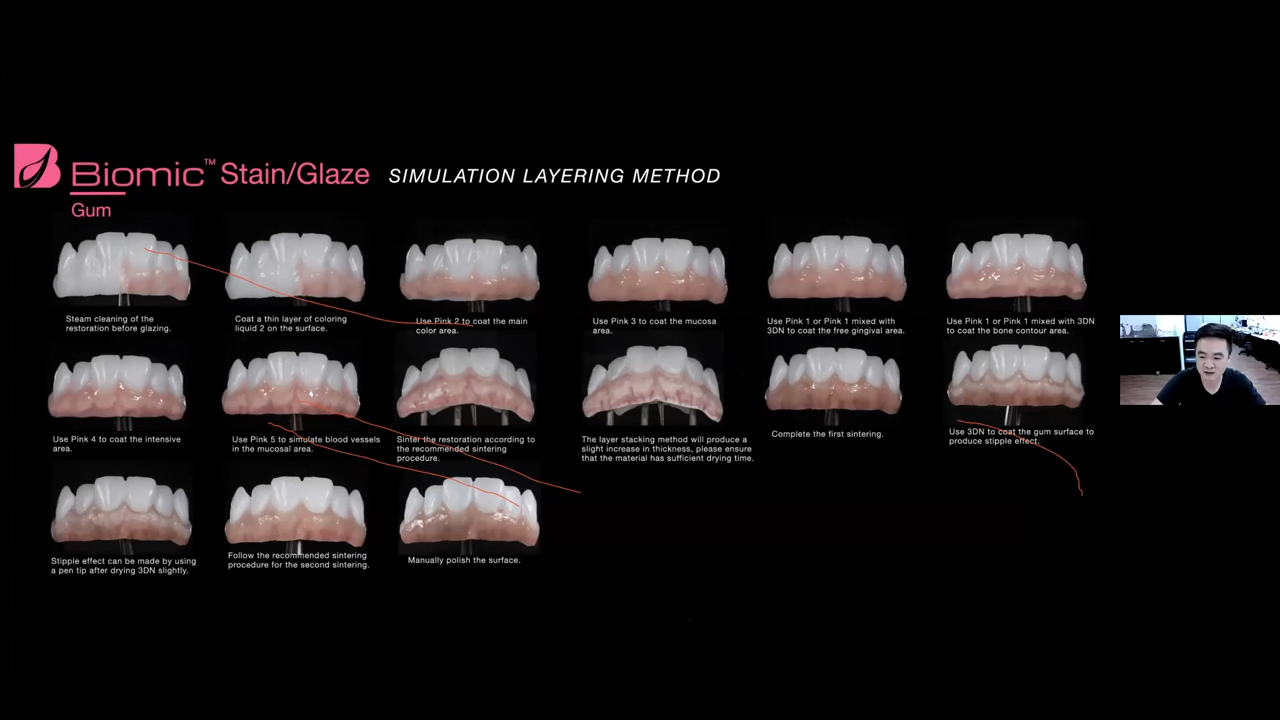 Biomic™ Stain/Glaze SIMULATION LAYERING METHOD
Gum
Steam cleaning of the
restoration before glazing.
Coat a thin layer of coloring
liquid 2 on the surface.
Use Pink 2 to coat the main
color area.
Use Pink 3 to coat the mucosa
area.
Use Pink 1 or Pink 1 mixed with
3DN to coat the free gingival area.
Use Pink 1 or Pink 1 mixed with 3DN
to coat the bone contour area.
Use Pink 4 to coat the intensive
area.
Use Pink 5 to simulate blood vessels
in the mucosal area.
Sinter the restoration according to
the recommended sintering
procedure.
The layer stacking method will produce a
slight increase in thickness, please ensure
that the material has sufficient drying time.
Complete the first sintering.
Use 3DN to coat the gum surface to
produce stipple effect.
Stipple effect can be made by using
a pen tip after drying 3DN slightly.
Follow the recommended sintering
procedure for the second sintering.
Manually polish the surface.